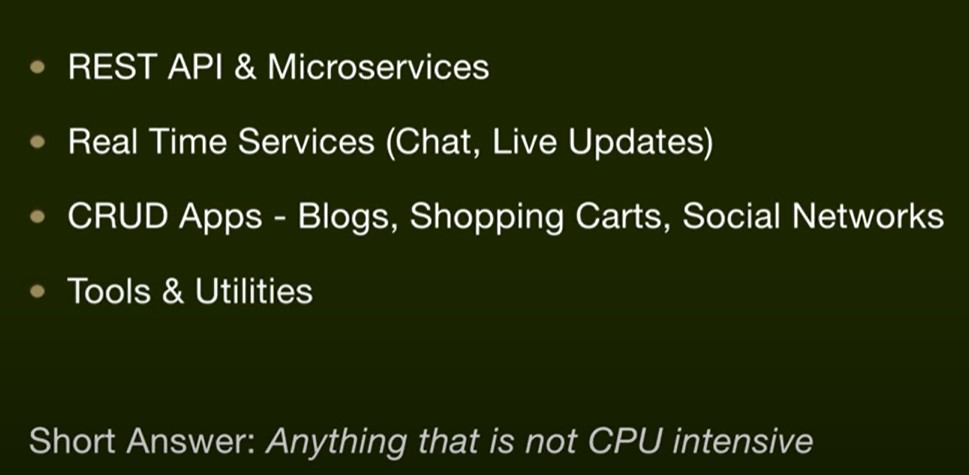 • REST API & Microservices
• Real Time Services (Chat, Live Updates)
• CRUD Apps - Blogs, Shopping Carts, Social Networks
• Tools & Utilities
Short Answer: Anything that is not CPU intensive